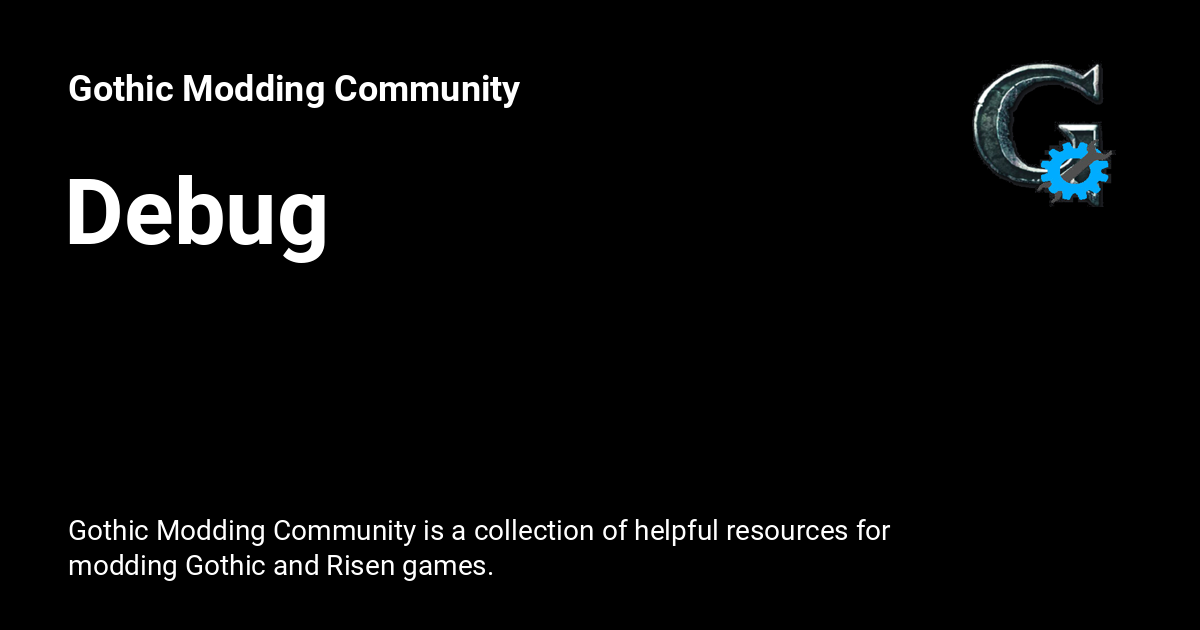 Gothic Modding Community
G
Debug
Gothic Modding Community is a collection of helpful resources for
modding Gothic and Risen games.